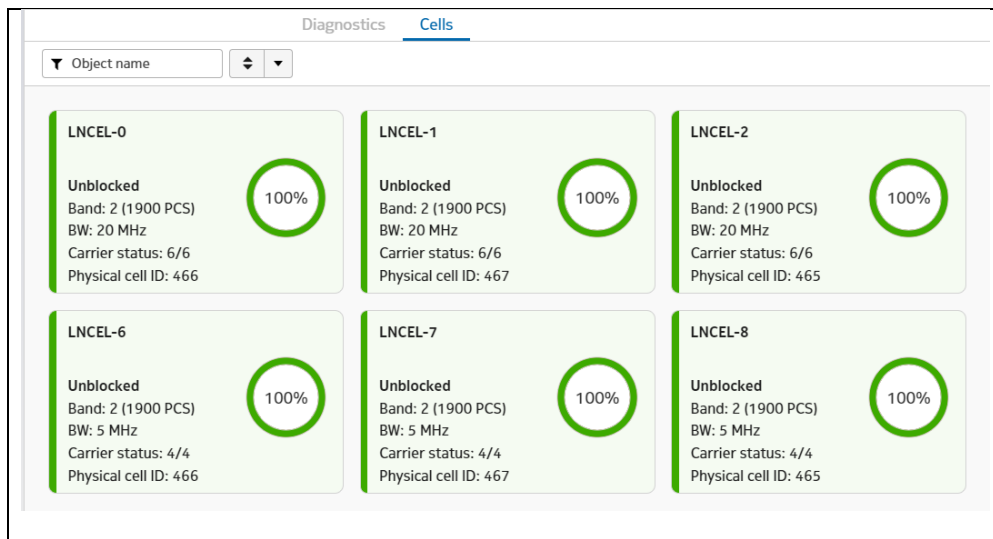 Diagnostics Cells
Object name
LNCEL-0
Unblocked
Band: 2 (1900 PCS)
BW: 20 MHz
Carrier status: 6/6
Physical cell ID: 466
100%
LNCEL-1
Unblocked
Band: 2 (1900 PCS)
BW: 20 MHz
Carrier status: 6/6
Physical cell ID: 467
100%
LNCEL-2
Unblocked
Band: 2 (1900 PCS)
BW: 20 MHz
Carrier status: 6/6
Physical cell ID: 465
100%
LNCEL-6
Unblocked
Band: 2 (1900 PCS)
BW: 5 MHz
Carrier status: 4/4
Physical cell ID: 466
100%
LNCEL-7
Unblocked
Band: 2 (1900 PCS)
BW: 5 MHz
Carrier status: 4/4
Physical cell ID: 467
100%
LNCEL-8
Unblocked
Band: 2 (1900 PCS)
BW: 5 MHz
Carrier status: 4/4
Physical cell ID: 465
100%